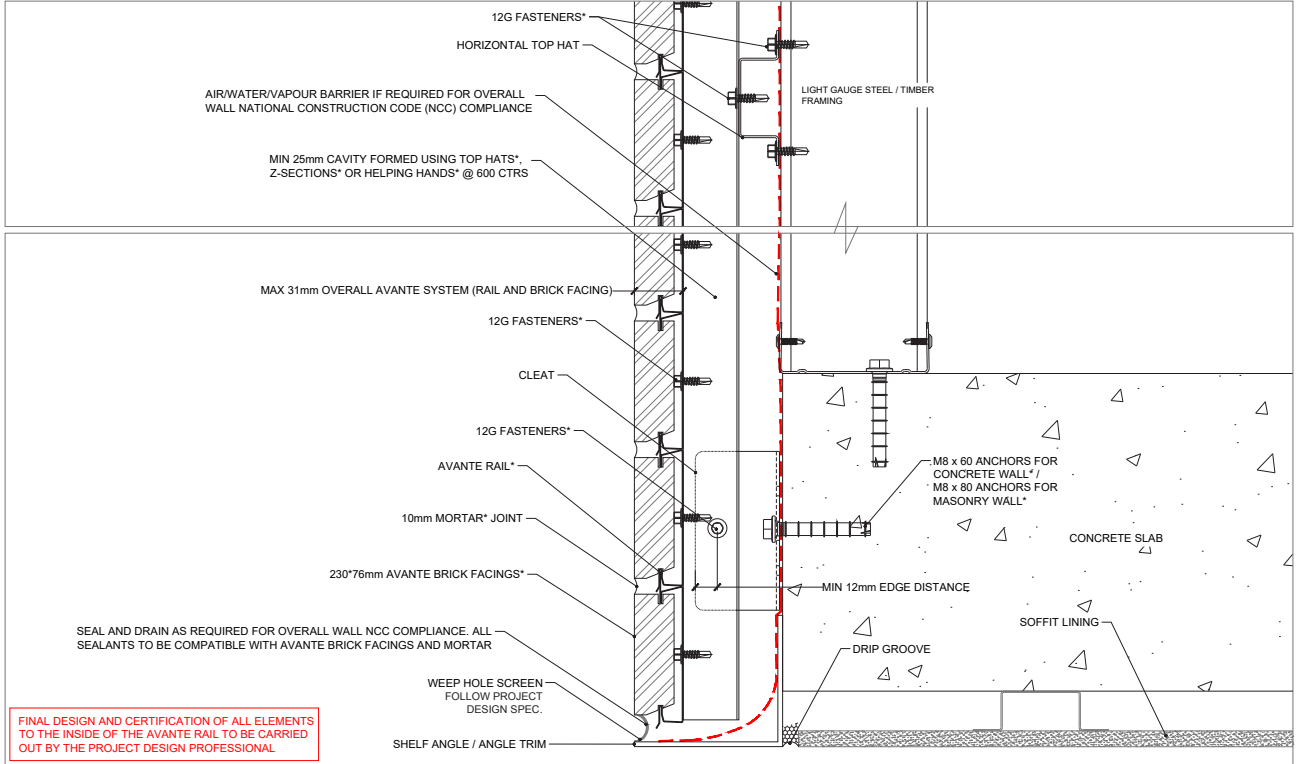 12G FASTENERS*
HORIZONTAL TOP HAT
AIR/WATER/VAPOUR BARRIER IF REQUIRED FOR OVERALL
WALL NATIONAL CONSTRUCTION CODE (NCC) COMPLIANCE
LIGHT GAUGE STEEL / TIMBER
FRAMING
MIN 25mm CAVITY FORMED USING TOP HATS*,
Z-SECTIONS* OR HELPING HANDS* @ 600 CTRS
MAX 31mm OVERALL AVANTE SYSTEM (RAIL AND BRICK FACING)
12G FASTENERS*
CLEAT
12G FASTENERS*
AVANTE RAIL*
10mm MORTAR* JOINT
230*76mm AVANTE BRICK FACINGS*
M8 x 60 ANCHORS FOR
CONCRETE WALL* /
M8 x 80 ANCHORS FOR
MASONRY WALL*
CONCRETE SLAB
MIN 12mm EDGE DISTANCE
SOFFIT LINING
DRIP GROOVE
SEAL AND DRAIN AS REQUIRED FOR OVERALL WALL NCC COMPLIANCE. ALL
SEALANTS TO BE COMPATIBLE WITH AVANTE BRICK FACINGS AND MORTAR
WEEP HOLE SCREEN
FOLLOW PROJECT
DESIGN SPEC.
SHELF ANGLE / ANGLE TRIM
FINAL DESIGN AND CERTIFICATION OF ALL ELEMENTS
TO THE INSIDE OF THE AVANTE RAIL TO BE CARRIED
OUT BY THE PROJECT DESIGN PROFESSIONAL